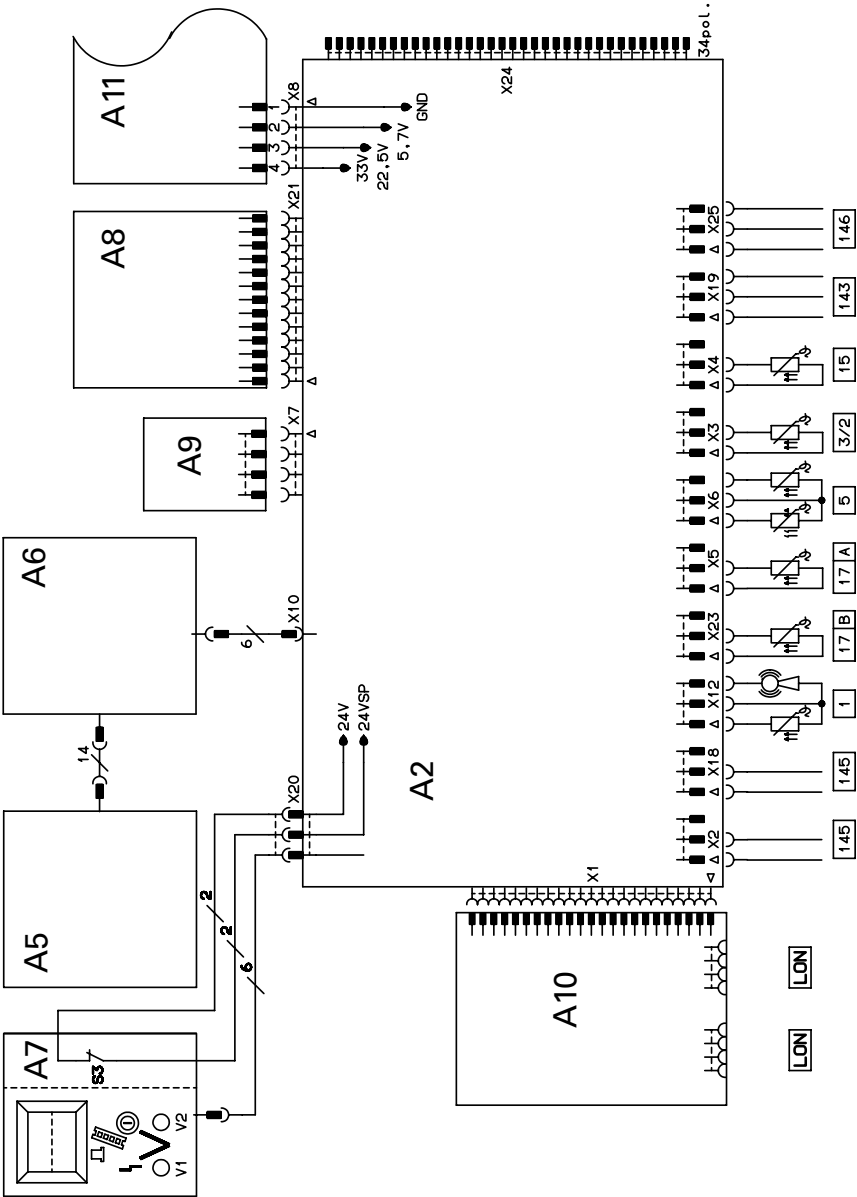 A11
1
2
3
4
X8
GND
5,7V
22,5V
33V
34pol.
X24
A8
X21
A9
X7
A6
6
X10
14
A5
A7
S3
V1
V2
2
2
6
X20
24V
24VSP
A2
X1
A10
LON
LON
X25
X19
X4
X3
X6
X5
X23
X12
X18
X2
146
143
15
3/2
5
17 A
17 B
1
145
145